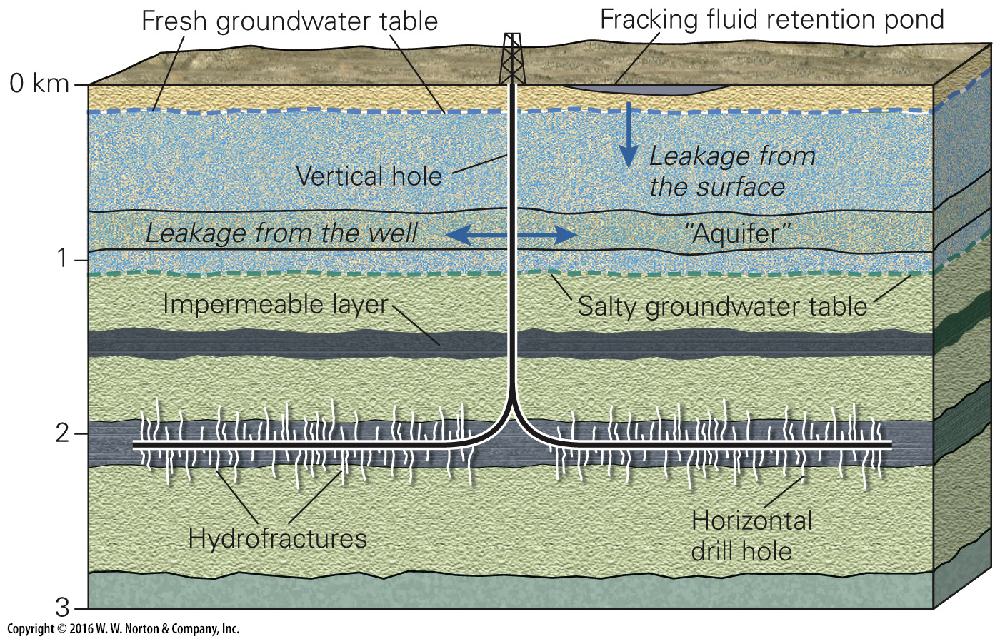 Fresh groundwater table
Fracking fluid retention pond
0 km
Vertical hole
Leakage from
the surface
Leakage from the well
“Aquifer”
1
Impermeable layer
Salty groundwater table
2
Hydrofractures
Horizontal
drill hole
3
Copyright © 2016 W. W. Norton & Company, Inc.